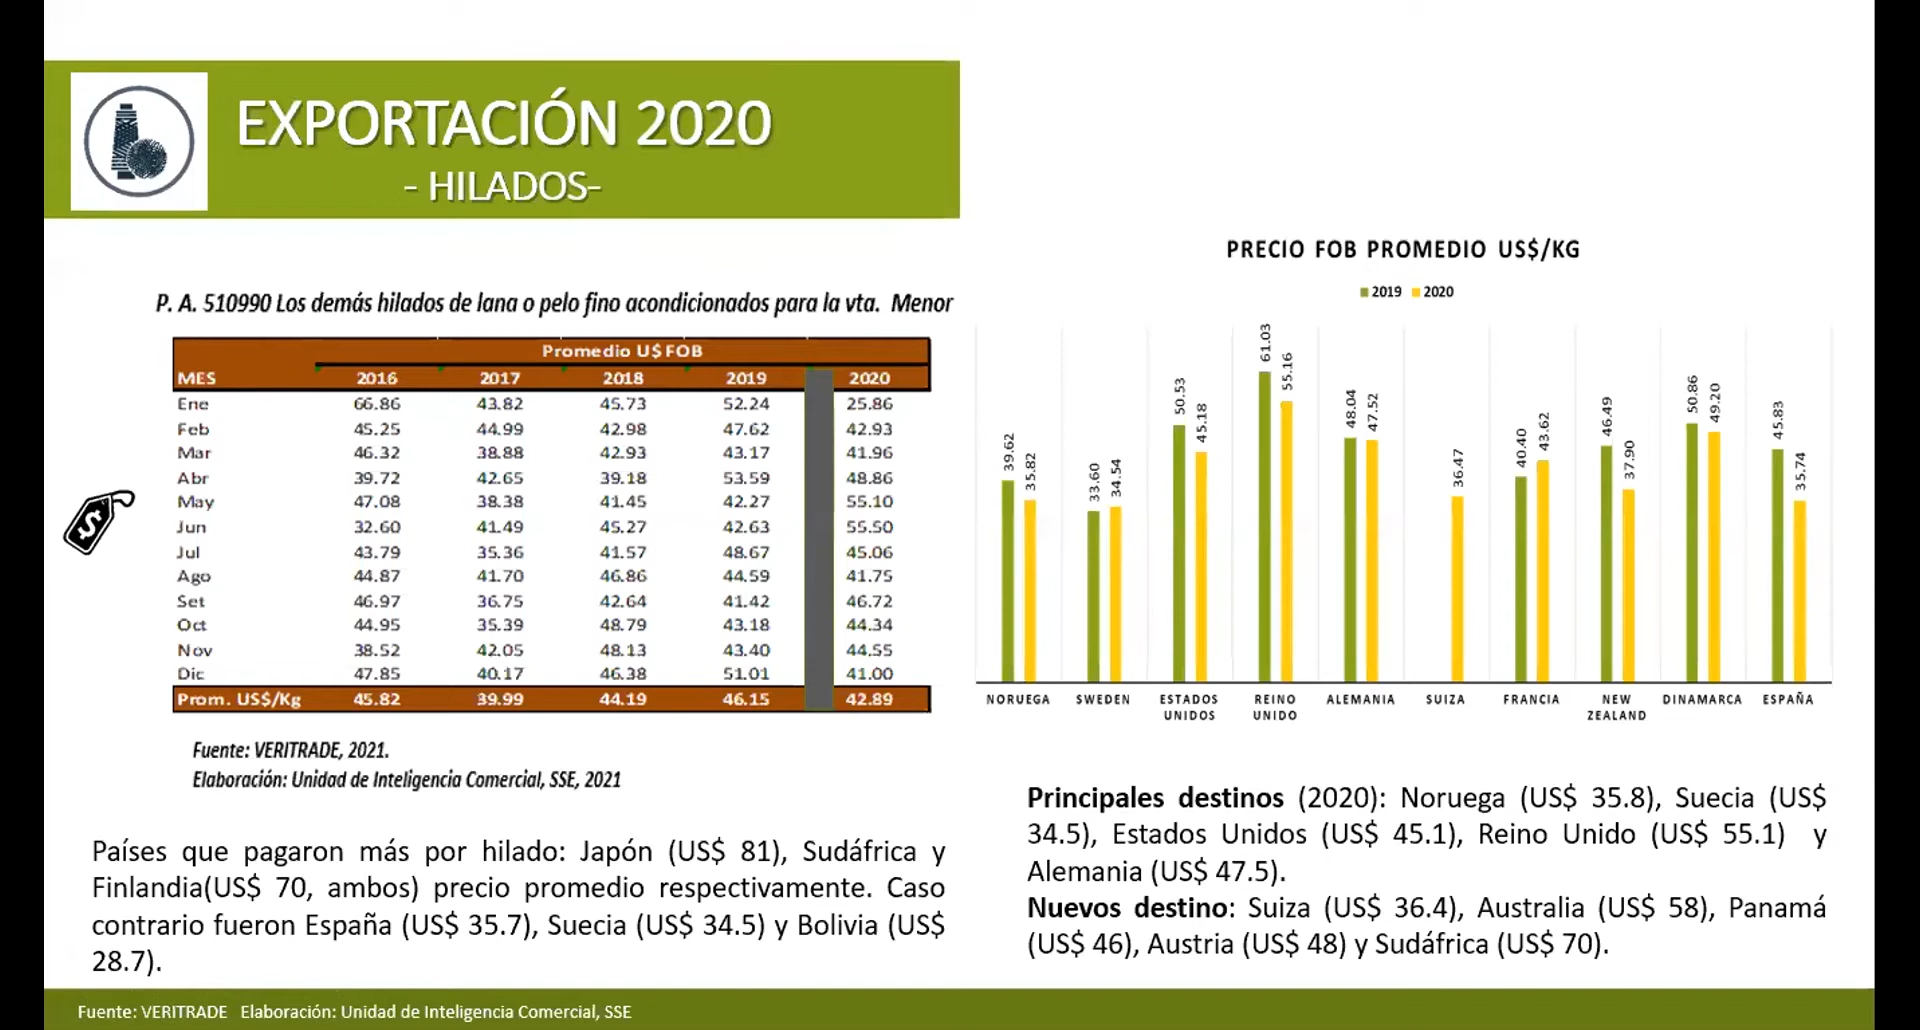 EXPORTACIÓN 2020
- HILADOS-
P. A. 510990 Los demás hilados de lana o pelo fino acondicionados para la vta. Menor
Promedio U$ FOB
MES 2016 2017 2018 2019 2020
Ene 66.86 43.82 45.73 52.24 25.86
Feb 45.25 44.99 42.98 47.62 42.93
Mar 46.32 38.88 42.93 43.17 41.96
Abr 39.72 42.65 39.18 53.59 48.86
May 47.08 38.38 41.45 42.27 55.10
Jun 32.60 41.49 45.27 42.63 55.50
Jul 43.79 35.36 41.57 48.67 45.06
Ago 44.87 41.70 46.86 44.59 41.75
Set 46.97 36.75 42.64 41.42 46.72
Oct 44.95 35.39 48.79 43.18 44.34
Nov 38.52 42.05 48.13 43.40 44.55
Dic 47.85 40.17 46.38 51.01 41.00
Prom. US$/Kg 45.82 39.99 44.19 46.15 42.89
Fuente: VERITRADE, 2021.
Elaboración: Unidad de Inteligencia Comercial, SSE, 2021
Países que pagaron más por hilado: Japón (US$ 81), Sudáfrica y
Finlandia(US$ 70, ambos) precio promedio respectivamente. Caso
contrario fueron España (US$ 35.7), Suecia (US$ 34.5) y Bolivia (US$
28.7).
PRECIO FOB PROMEDIO US$/KG
2019 2020
39.62 35.82 33.60 34.54 50.53 45.18 61.03 55.16 48.04 47.52 36.47 40.40 43.62 46.49 37.90 50.86 49.20 45.83 35.74
NORUEGA SWEDEN ESTADOS REINO ALEMANIA SUIZA FRANCIA NEW DINAMARCA ESPAÑA
UNIDOS UNIDO ZEALAND
Principales destinos (2020): Noruega (US$ 35.8), Suecia (US$
34.5), Estados Unidos (US$ 45.1), Reino Unido (US$ 55.1) y
Alemania (US$ 47.5).
Nuevos destino: Suiza (US$ 36.4), Australia (US$ 58), Panamá
(US$ 46), Austria (US$ 48) y Sudáfrica (US$ 70).
Fuente: VERITRADE Elaboración: Unidad de Inteligencia Comercial, SSE